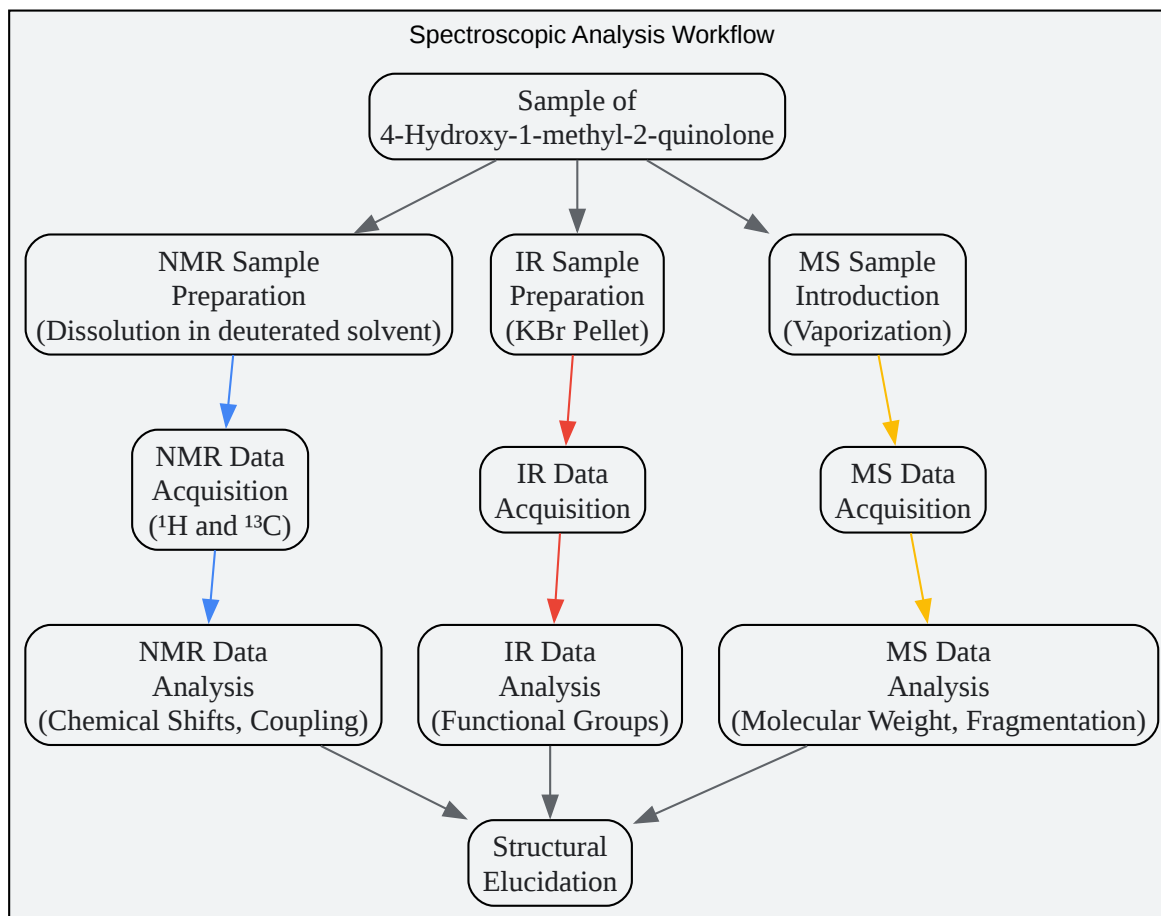 Spectroscopic Analysis Workflow
Sample of
4-Hydroxy-1-methyl-2-quinolone
NMR Sample
Preparation
(Dissolution in deuterated solvent)
IR Sample
Preparation
(KBr Pellet)
MS Sample
Introduction
(Vaporization)
NMR Data
Acquisition
(¹H and ¹³C)
IR Data
Acquisition
MS Data
Acquisition
NMR Data
Analysis
(Chemical Shifts, Coupling)
IR Data
Analysis
(Functional Groups)
MS Data
Analysis
(Molecular Weight, Fragmentation)
Structural
Elucidation